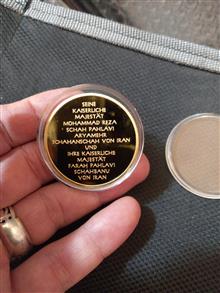 SEINE
KAISERLICHE
MAJESTÄT
MOHAMMAD REZA
SCHAH PAHLAVI
ARYAMEHR
SCHAHANSCHAH VON IRAN
UND
IHRE KAISERLICHE
MAJESTÄT
FARAH PAHLAVI
SCHAHBANU
VON IRAN